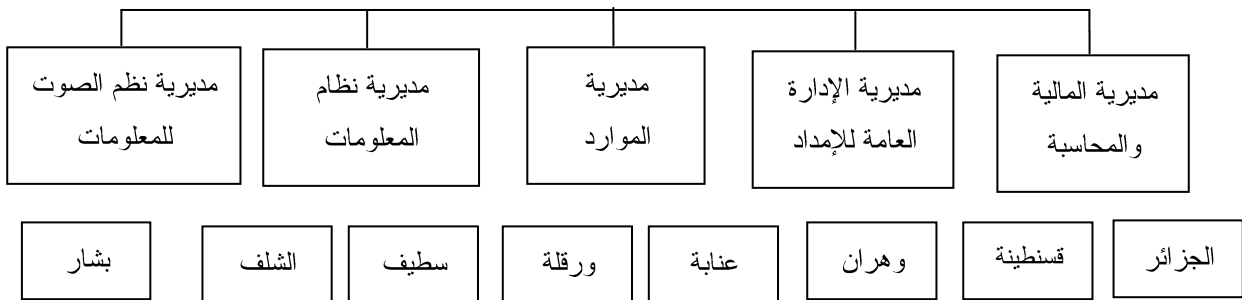 مديرية المالية
والمحاسبة
مديرية الإدارة
العامة للإمداد
مديرية
الموارد
مديرية نظام
المعلومات
مديرية نظم الصوت
للمعلومات
الجزائر
قسنطينة
وهران
عنابة
ورقلة
سطيف
الشلف
بشار